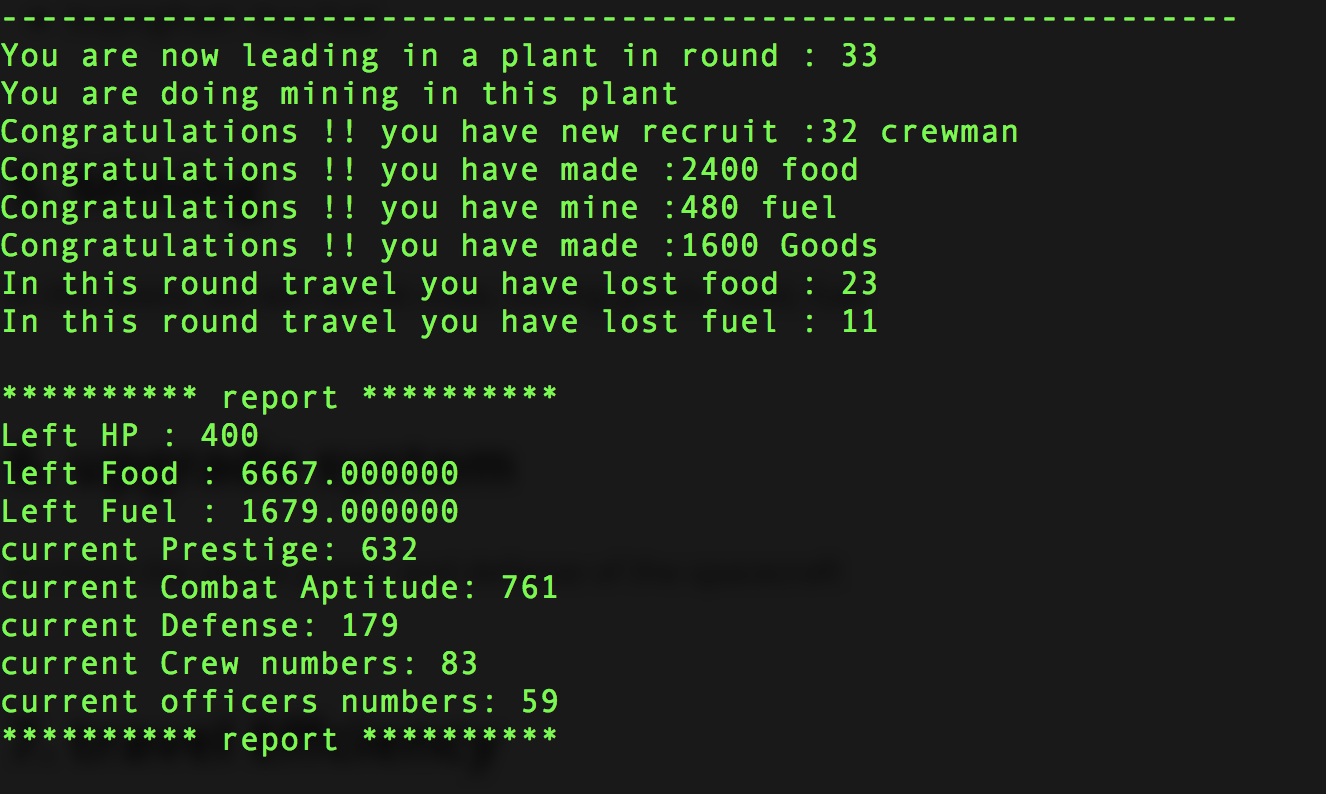 --------------------------------------------------------------
You are now leading in a plant in round : 33
You are doing mining in this plant
Congratulations !! you have new recruit :32 crewman
Congratulations !! you have made :2400 food
Congratulations !! you have mine :480 fuel
Congratulations !! you have made :1600 Goods
In this round travel you have lost food : 23
In this round travel you have lost fuel : 11
********** report **********
Left HP : 400
left Food : 6667.000000
Left Fuel : 1679.000000
current Prestige: 632
current Combat Aptitude: 761
current Defense: 179
current Crew numbers: 83
current officers numbers: 59
********** report **********